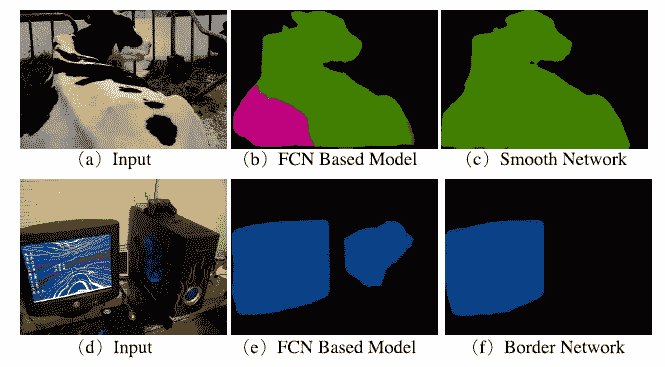 (a) Input
(b) FCN Based Model
(c) Smooth Network
(d) Input
(e) FCN Based Model
(f) Border Network